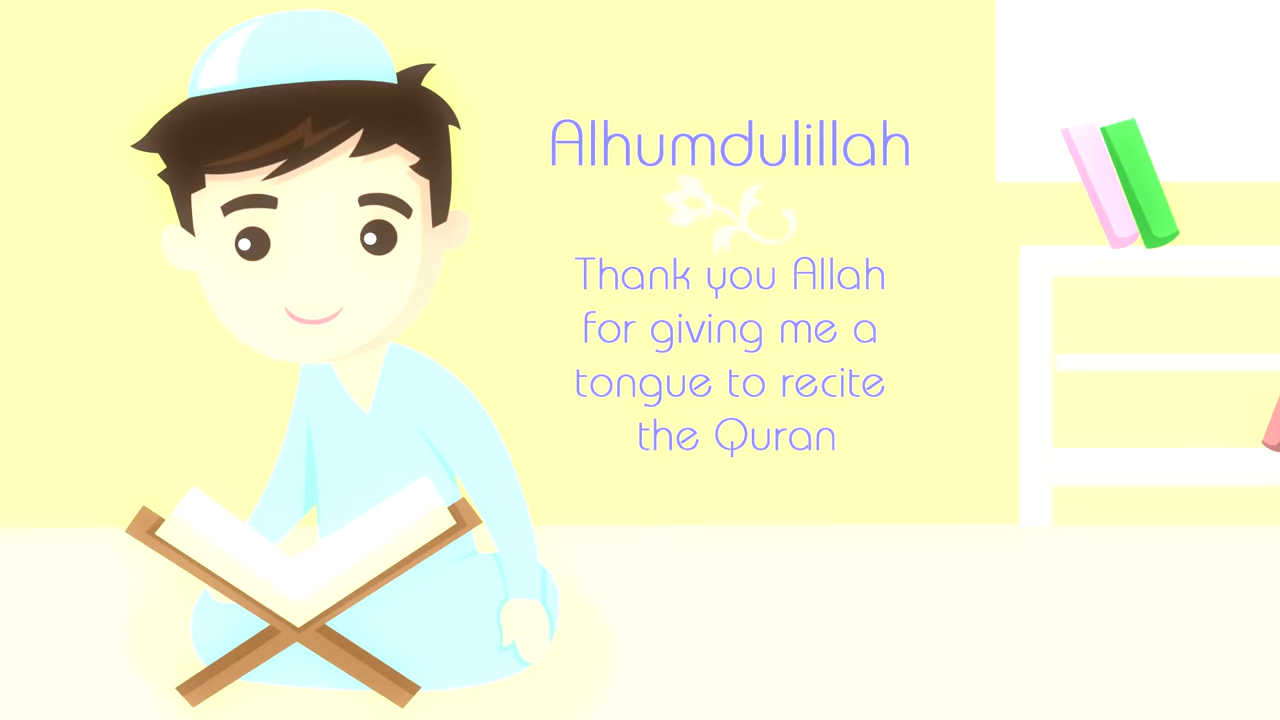 Alhumdulillah
Thank you Allah
for giving me a
tongue to recite
the Quran